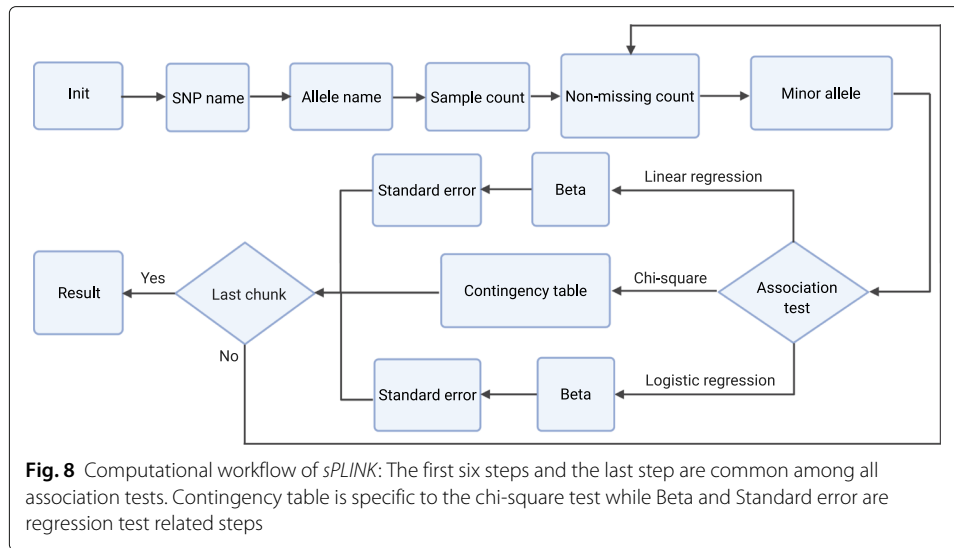 Init
SNP name
Allele name
Sample count
Non-missing count
Minor allele
Linear regression
Standard error
Beta
Chi-square
Contingency table
Association
test
Yes
Result
Last chunk
No
Logistic regression
Standard error
Beta
Fig. 8 Computational workflow of sPLINK: The first six steps and the last step are common among all
association tests. Contingency table is specific to the chi-square test while Beta and Standard error are
regression test related steps